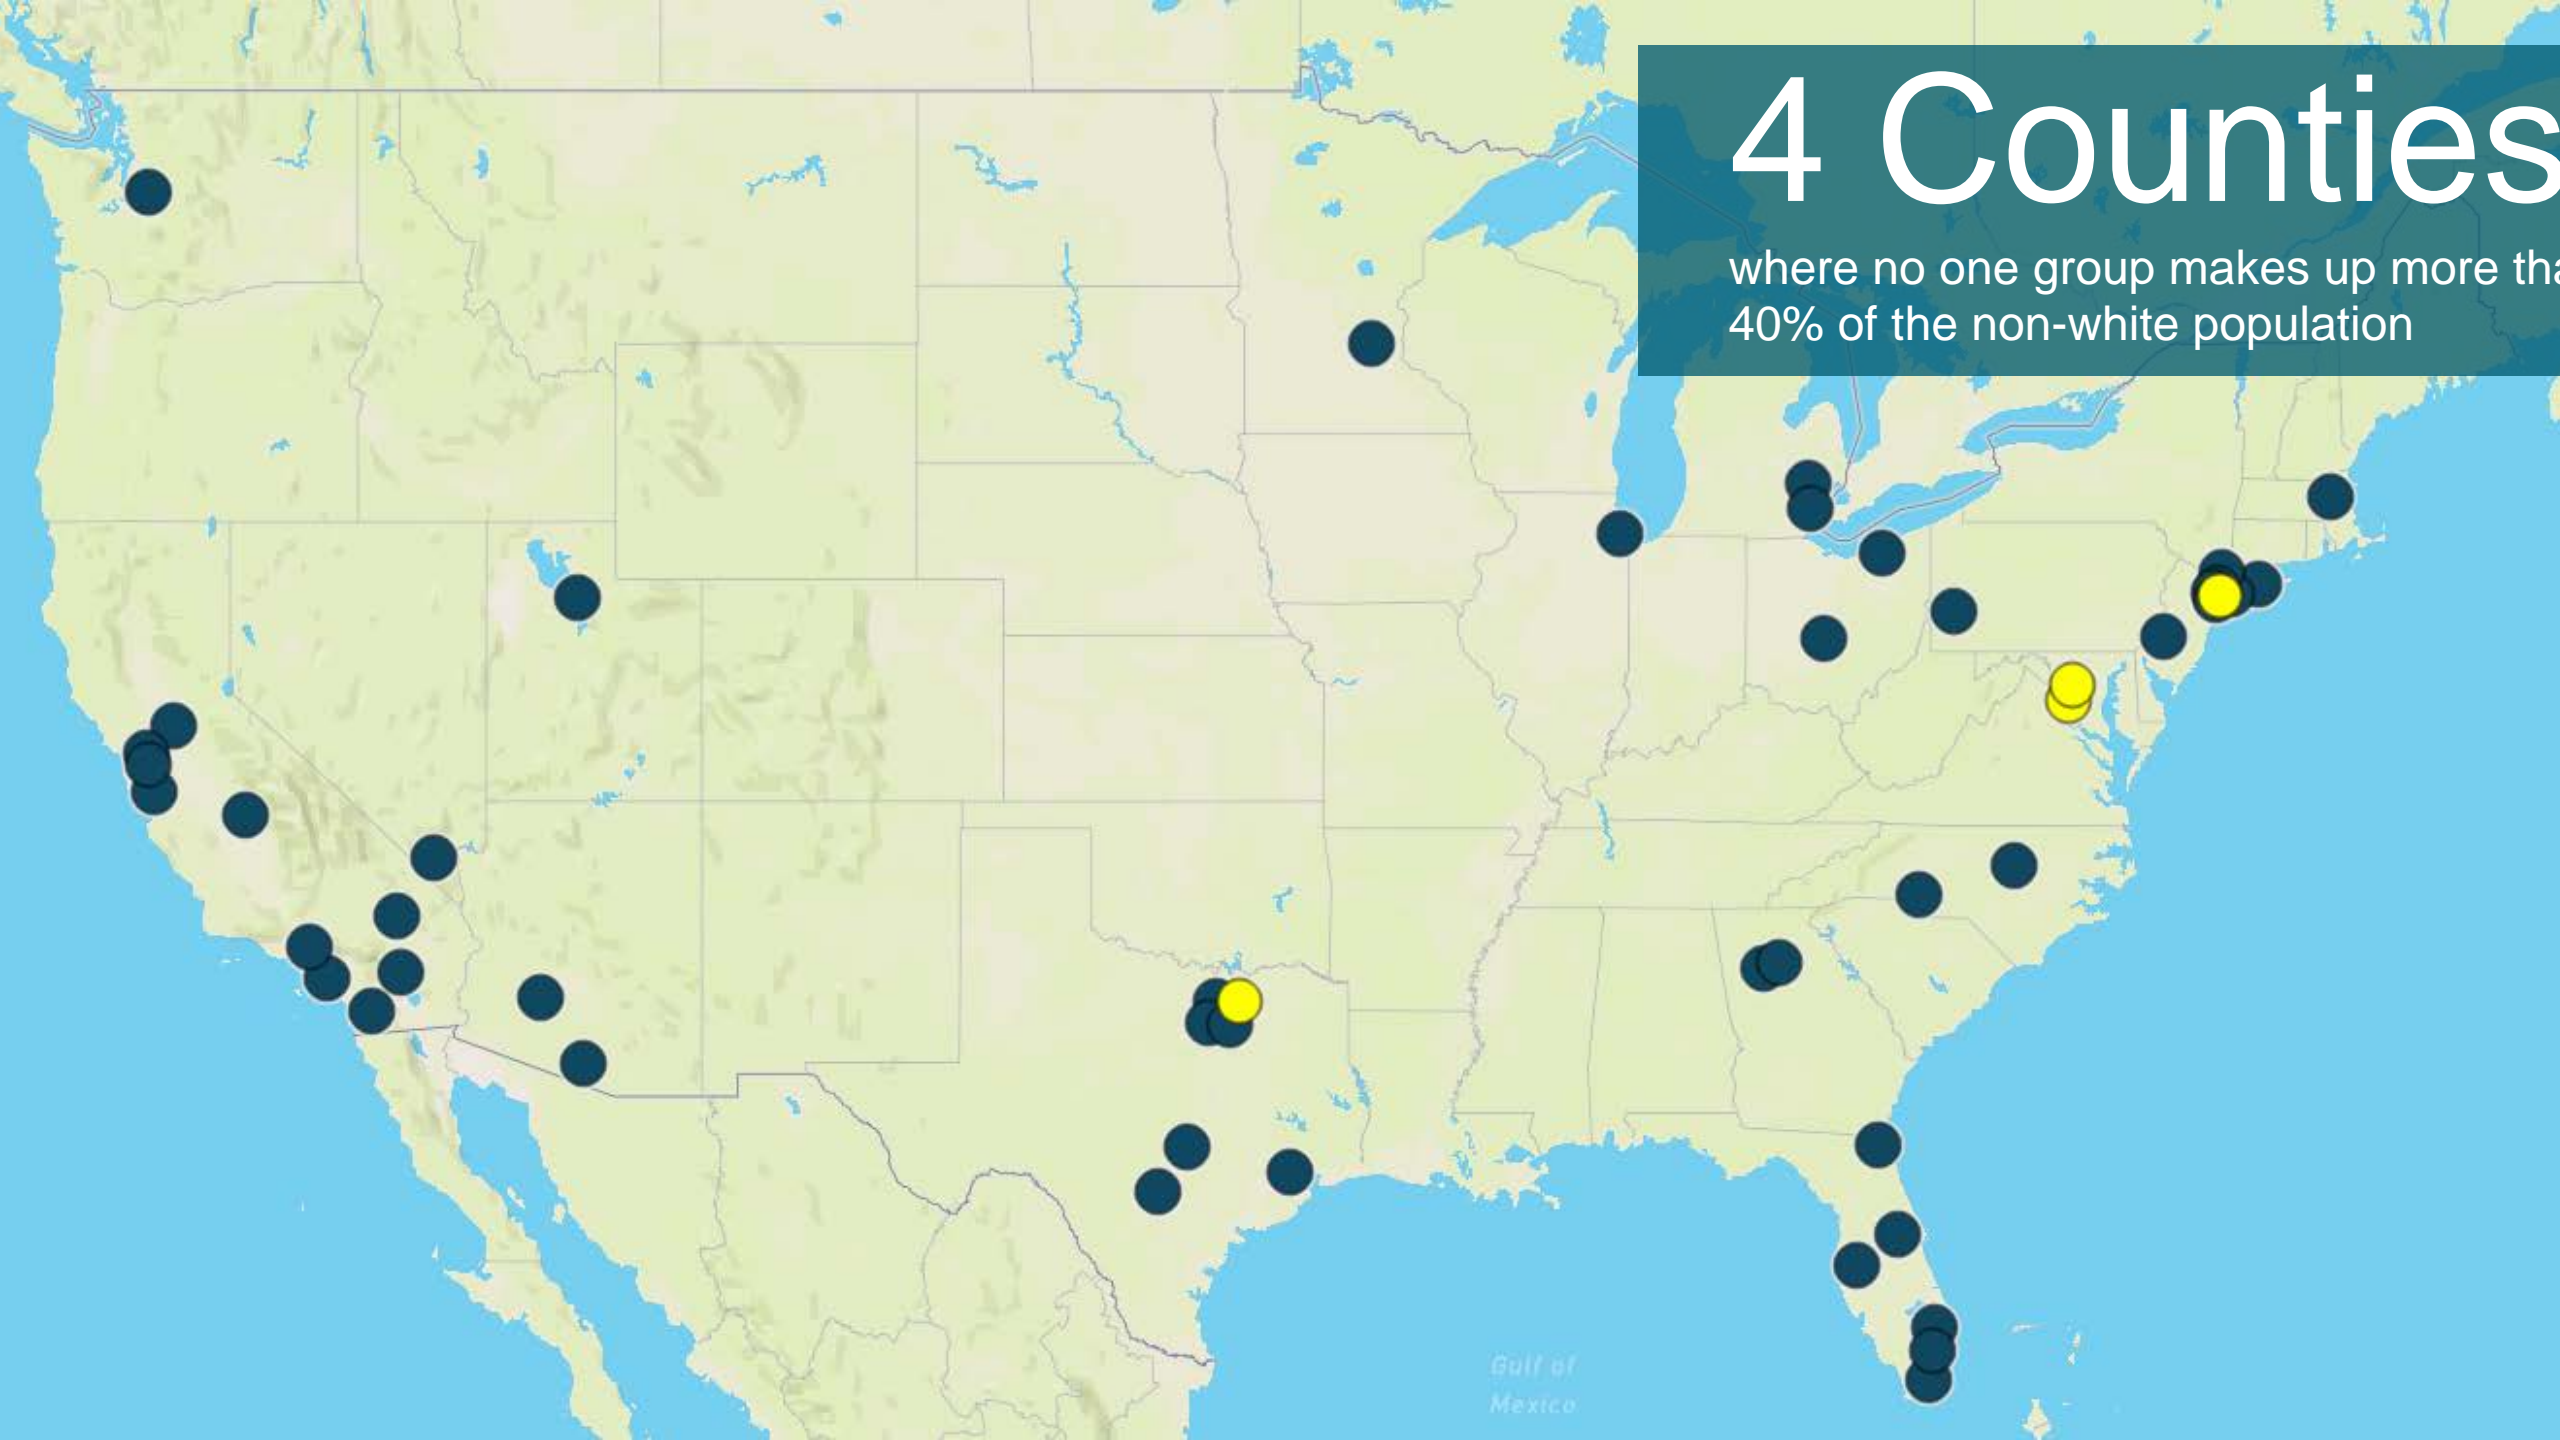 4 Counties
where no one group makes up more tha
40% of the non-white population
Gulf of
Mexico